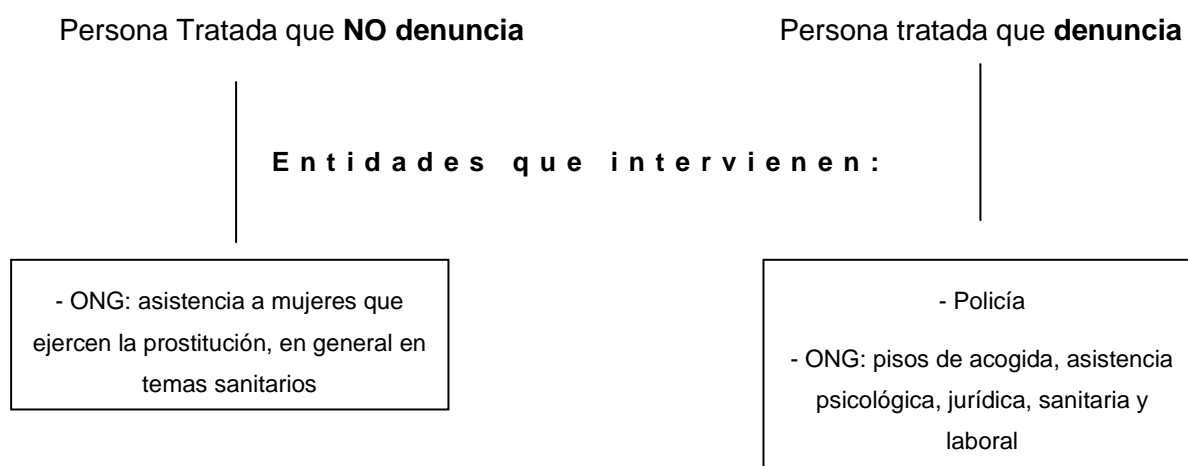 Persona Tratada que NO denuncia
Persona tratada que denuncia
Entidades que intervienen:
- ONG: asistencia a mujeres que
ejercen la prostitución, en general en
temas sanitarios
- Policía
- ONG: pisos de acogida, asistencia
psicológica, jurídica, sanitaria y
laboral